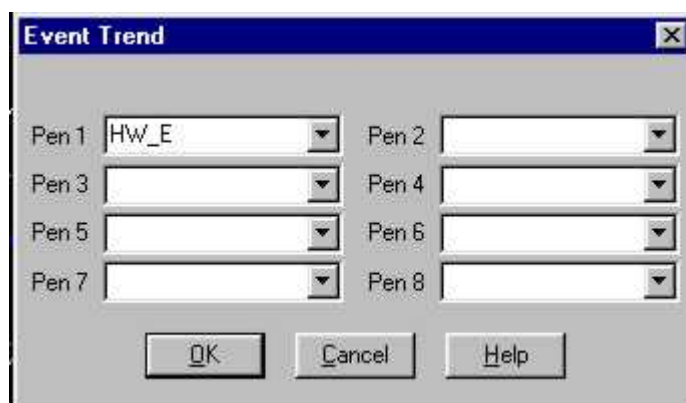 Event Trend
Pen 1 HW_E Pen 2
Pen 3 Pen 4
Pen 5 Pen 6
Pen 7 Pen 8
OK Cancel Help